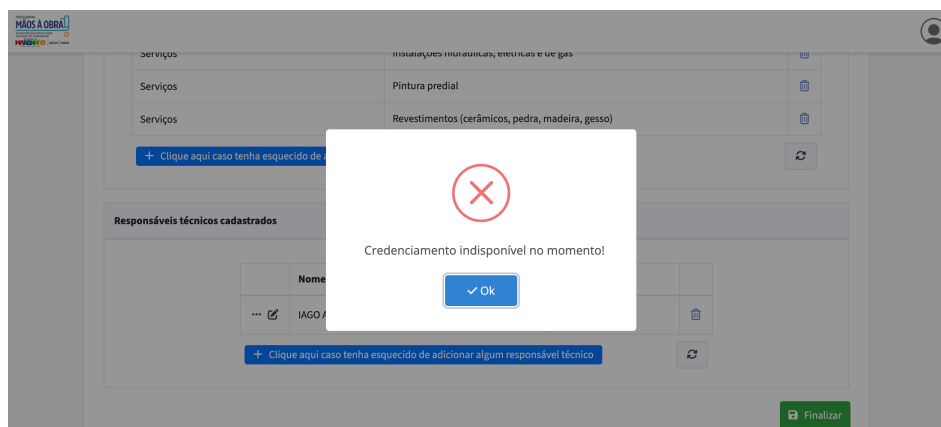 MÃOS À OBRA
Serviços
Instalações hidráulicas, elétricas e de gás
Serviços
Pintura predial
Serviços
Revestimentos (cerâmicos, pedra, madeira, gesso)
+ Clique aqui caso tenha esquecido de a
Credenciamento indisponível no momento!
Ok
Responsáveis técnicos cadastrados
Nome
IAGO A
+ Clique aqui caso tenha esquecido de adicionar algum responsável técnico
Finalizar